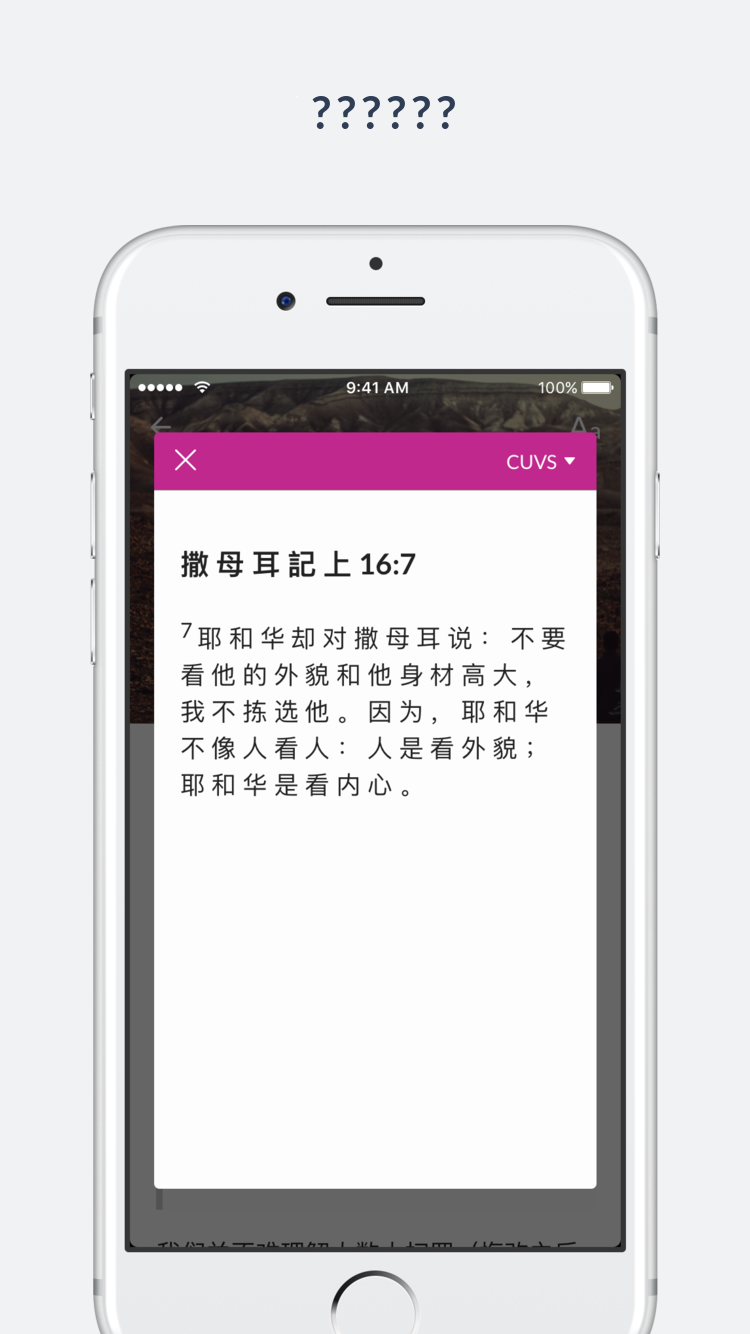 ??????
9:41 AM
100%
Aa
CUVS
撒母耳記上 16:7
7 耶和华却对撒母耳说：不要
看他的外貌和他身材高大，
我不拣选他。因为，耶和华
不像人看人：人是看外貌；
耶和华是看内心。